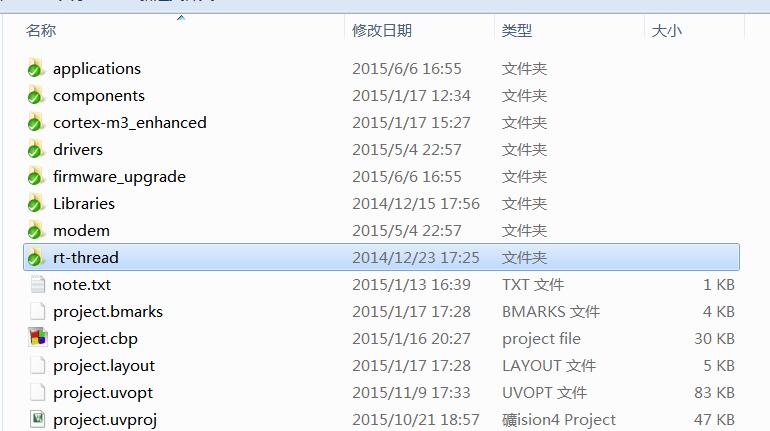 名称 修改日期 类型 大小
applications 2015/6/6 16:55 文件夹
components 2015/1/17 12:34 文件夹
cortex-m3_enhanced 2015/1/17 15:27 文件夹
drivers 2015/5/4 22:57 文件夹
firmware_upgrade 2015/6/6 16:55 文件夹
Libraries 2014/12/15 17:56 文件夹
modem 2015/5/4 22:57 文件夹
rt-thread 2014/12/23 17:25 文件夹
note.txt 2015/1/13 16:39 TXT 文件 1 KB
project.bmarks 2015/1/17 17:28 BMARKS 文件 4 KB
project.cbp 2015/1/16 20:27 project file 30 KB
project.layout 2015/1/17 17:28 LAYOUT 文件 5 KB
project.uvopt 2015/11/9 17:33 UVOPT 文件 83 KB
project.uvproj 2015/10/21 18:57 礦ision4 Project 47 KB